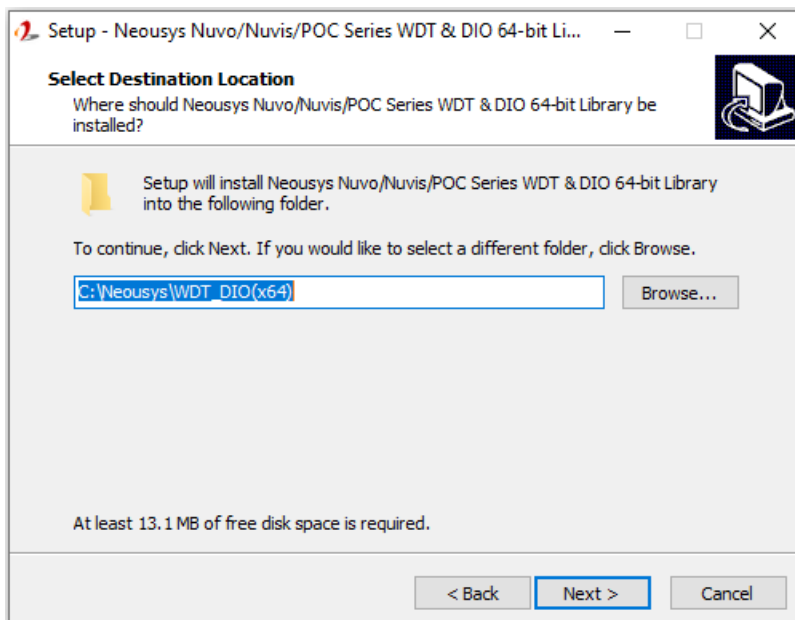 Setup - Neousys Nuvo/Nuvis/POC Series WDT & DIO 64-bit Li...
Select Destination Location
Where should Neousys Nuvo/Nuvis/POC Series WDT & DIO 64-bit Library be
installed?
Setup will install Neousys Nuvo/Nuvis/POC Series WDT & DIO 64-bit Library
into the following folder.
To continue, click Next. If you would like to select a different folder, click Browse.
C:\Neousys\WDT_DIO(x64)
Browse...
At least 13.1 MB of free disk space is required.
< Back
Next >
Cancel